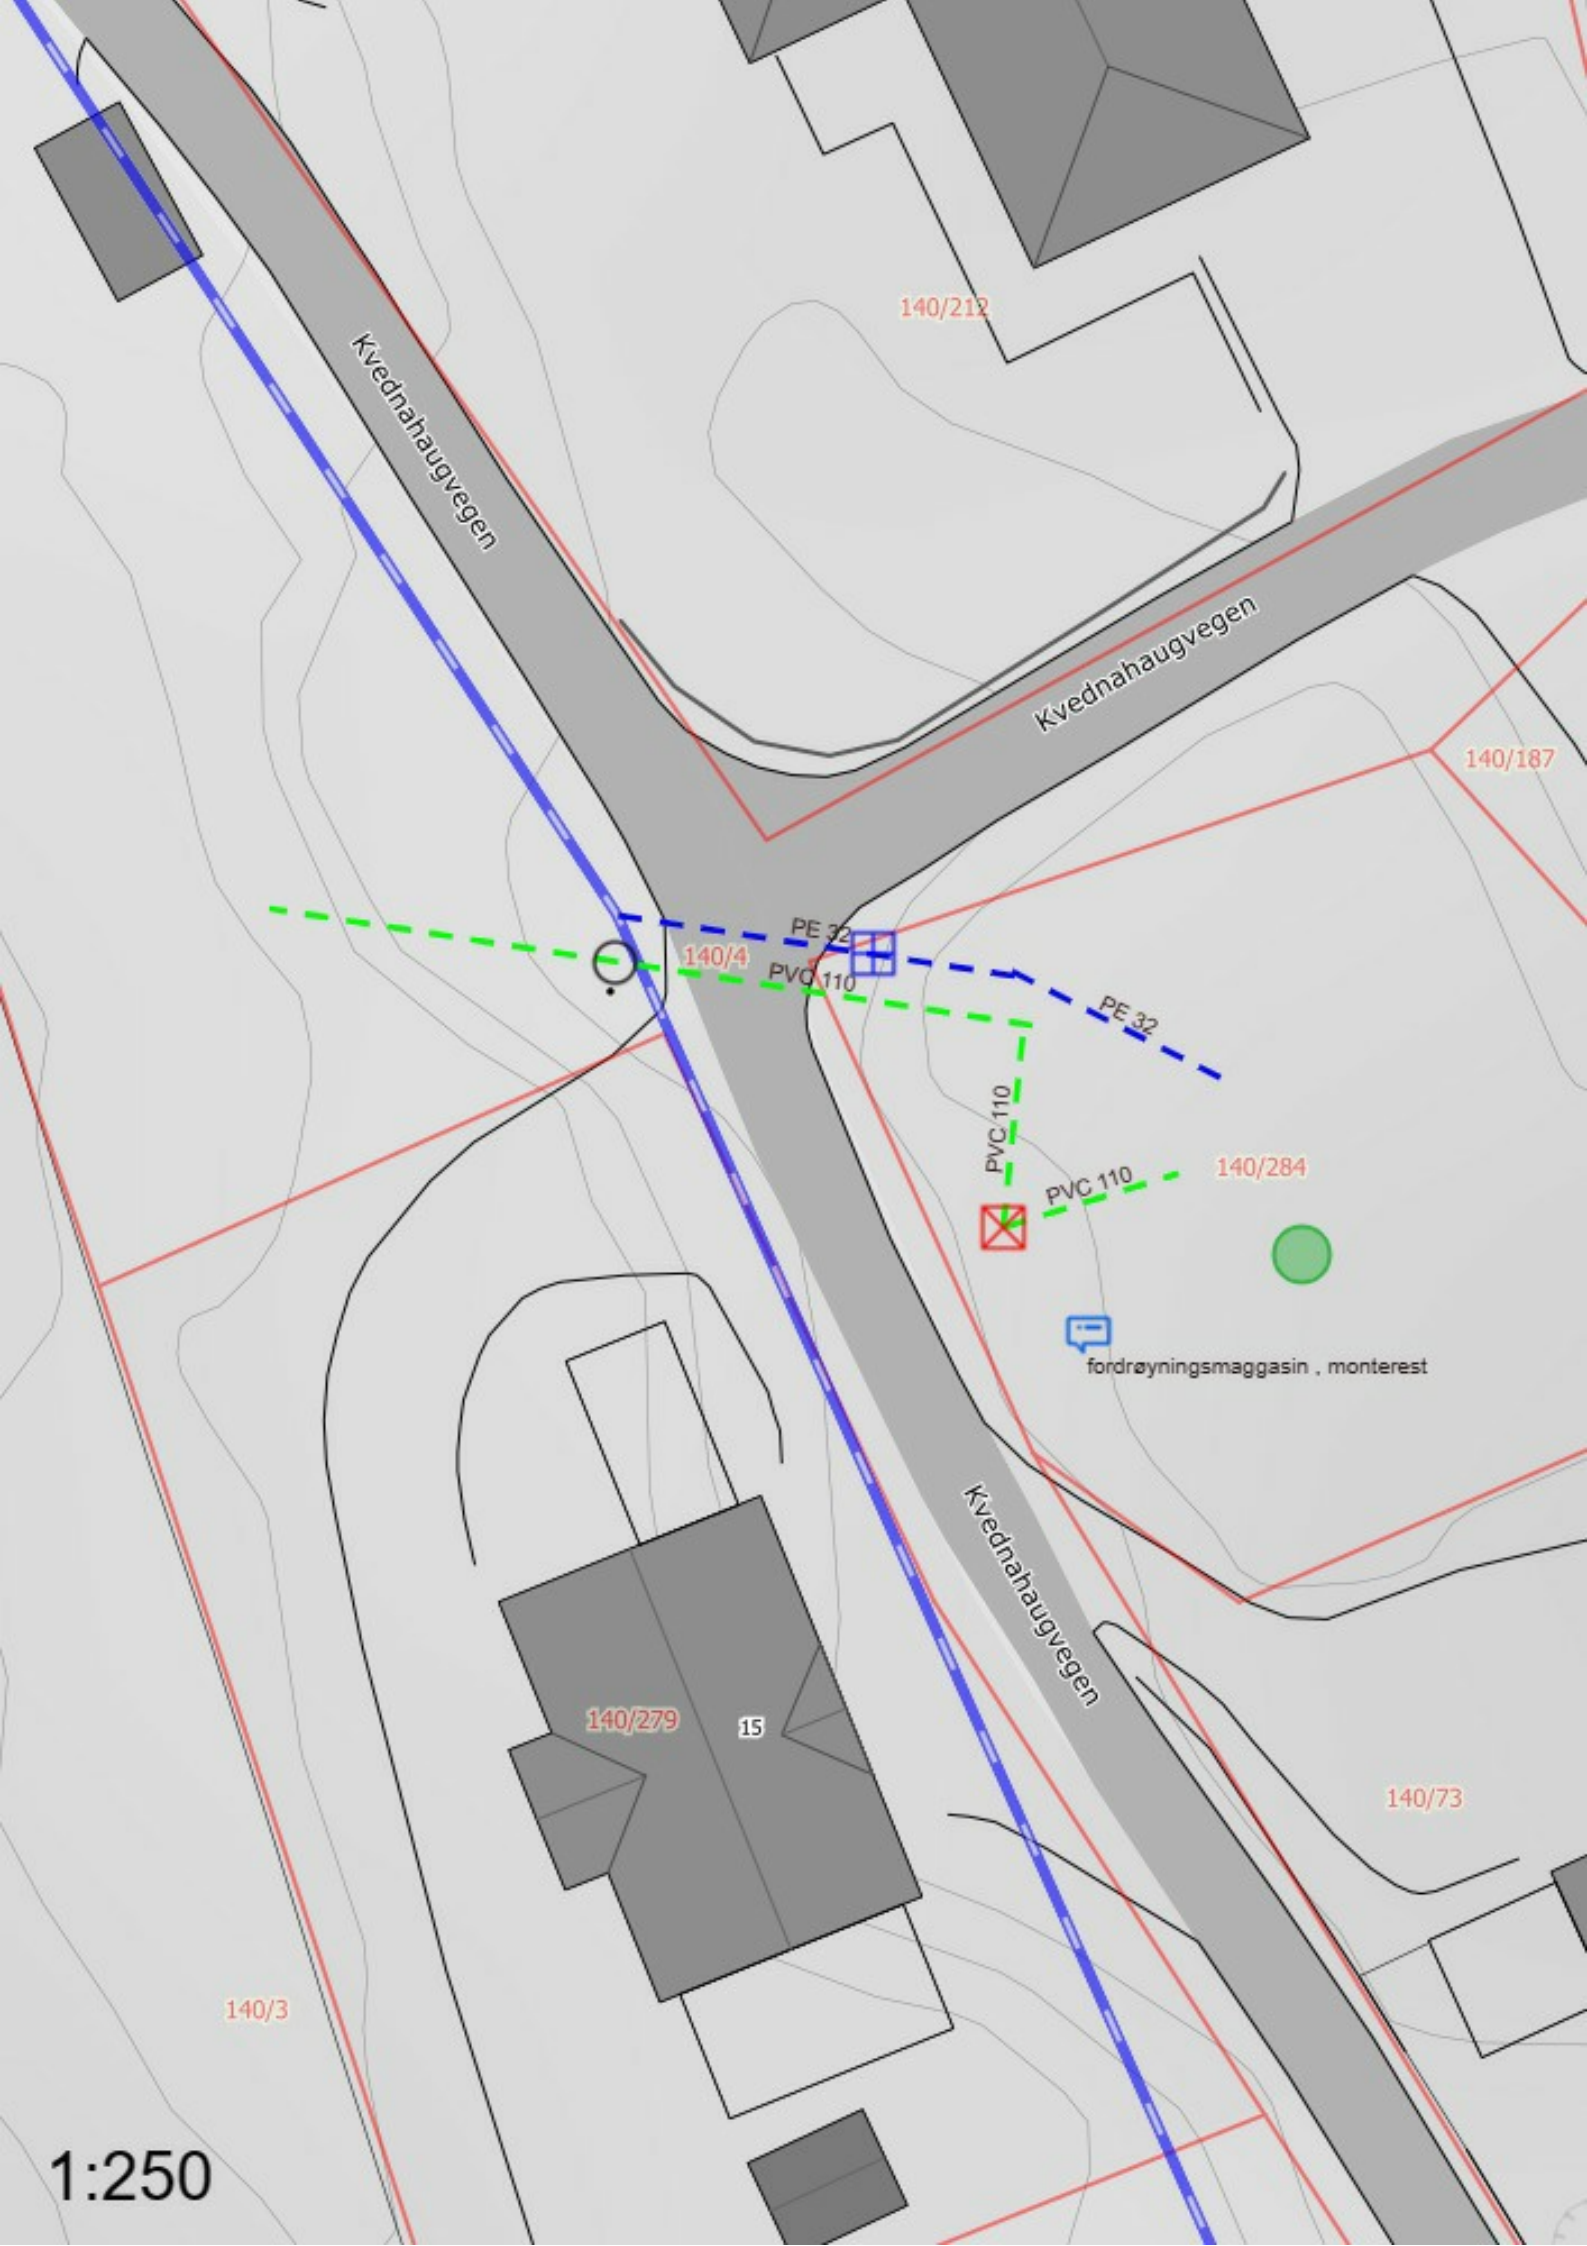 140/212
Kvednahaugvegen
Kvednahaugvegen
140/187
PE 32
140/4
PVC 110
PE 32
PVC 110
PVC 110
140/284
fordrøyningsmaggasin , monterest
Kvednahaugvegen
140/279
15
140/73
140/3
1:250